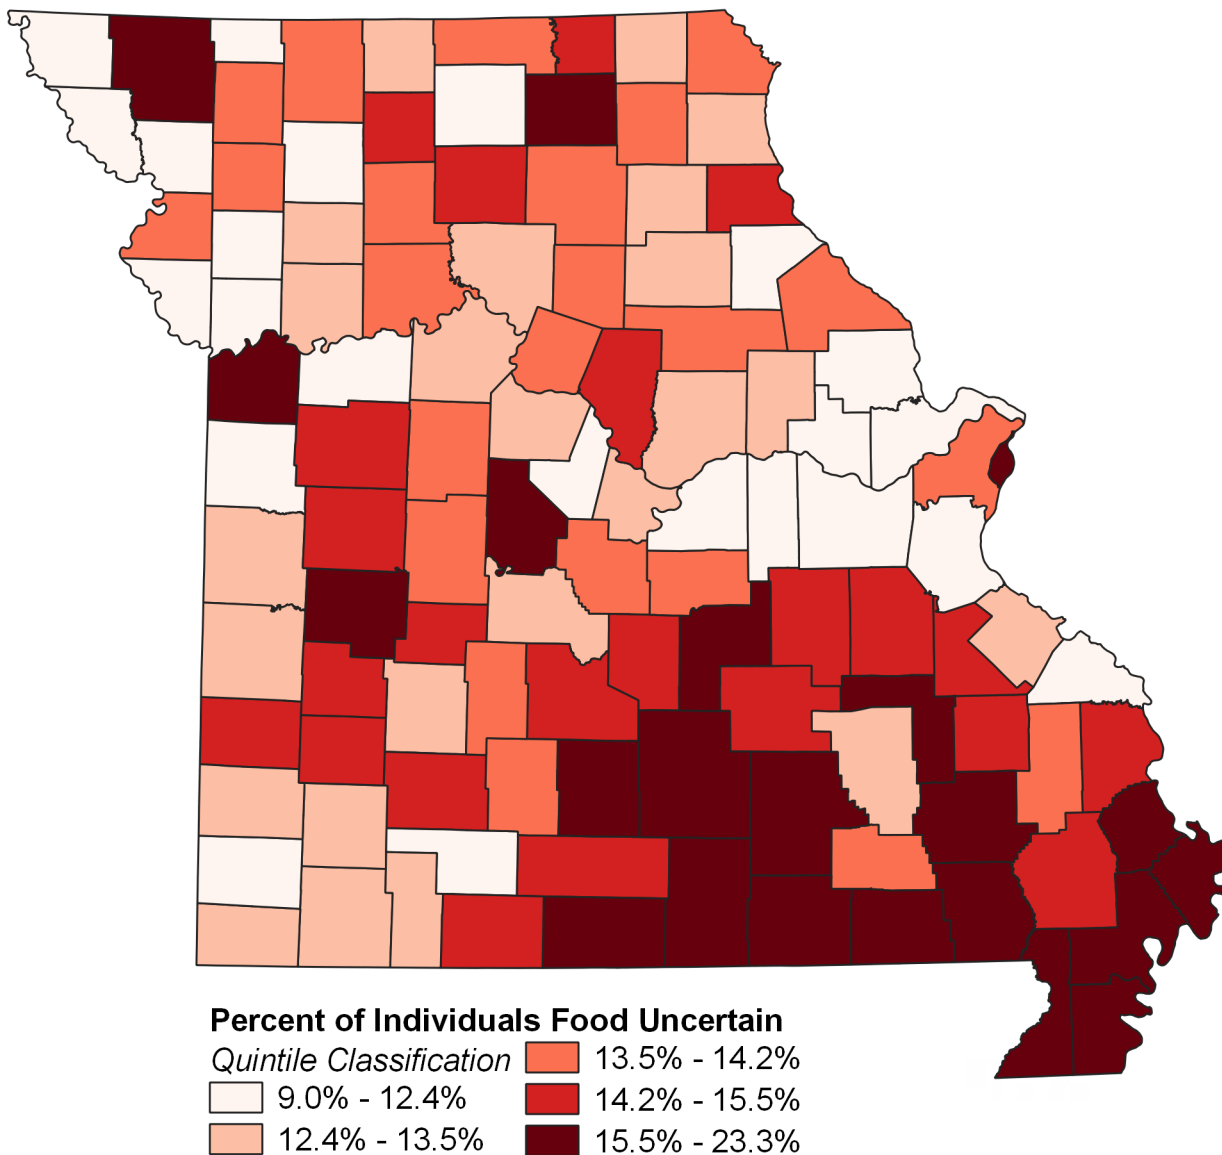 Percent of Individuals Food Uncertain
Quintile Classification
9.0% - 12.4%
12.4% - 13.5%
13.5% - 14.2%
14.2% - 15.5%
15.5% - 23.3%